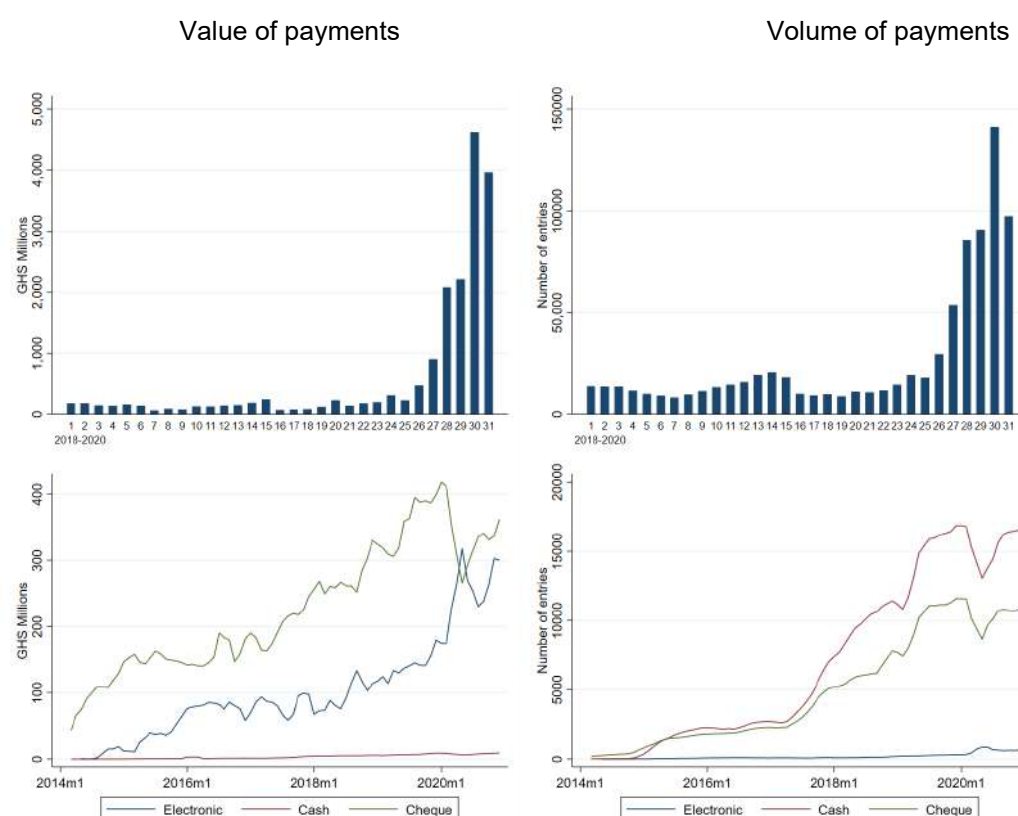 Value of payments
Volume of payments
5,000
4,000
3,000
2,000
1,000
0
GHS Millions
1 2 3 4 5 6 7 8 9 10 11 12 13 14 15 16 17 18 19 20 21 22 23 24 25 26 27 28 29 30 31
2018-2020
150000
100000
50,000
0
Number of entries
1 2 3 4 5 6 7 8 9 10 11 12 13 14 15 16 17 18 19 20 21 22 23 24 25 26 27 28 29 30 31
2018-2020
400
300
200
100
0
GHS Millions
2014m1 2016m1 2018m1 2020m1
Electronic Cash Cheque
20000
15000
10000
5000
0
Number of entries
2014m1 2016m1 2018m1 2020m1
Electronic Cash Cheque